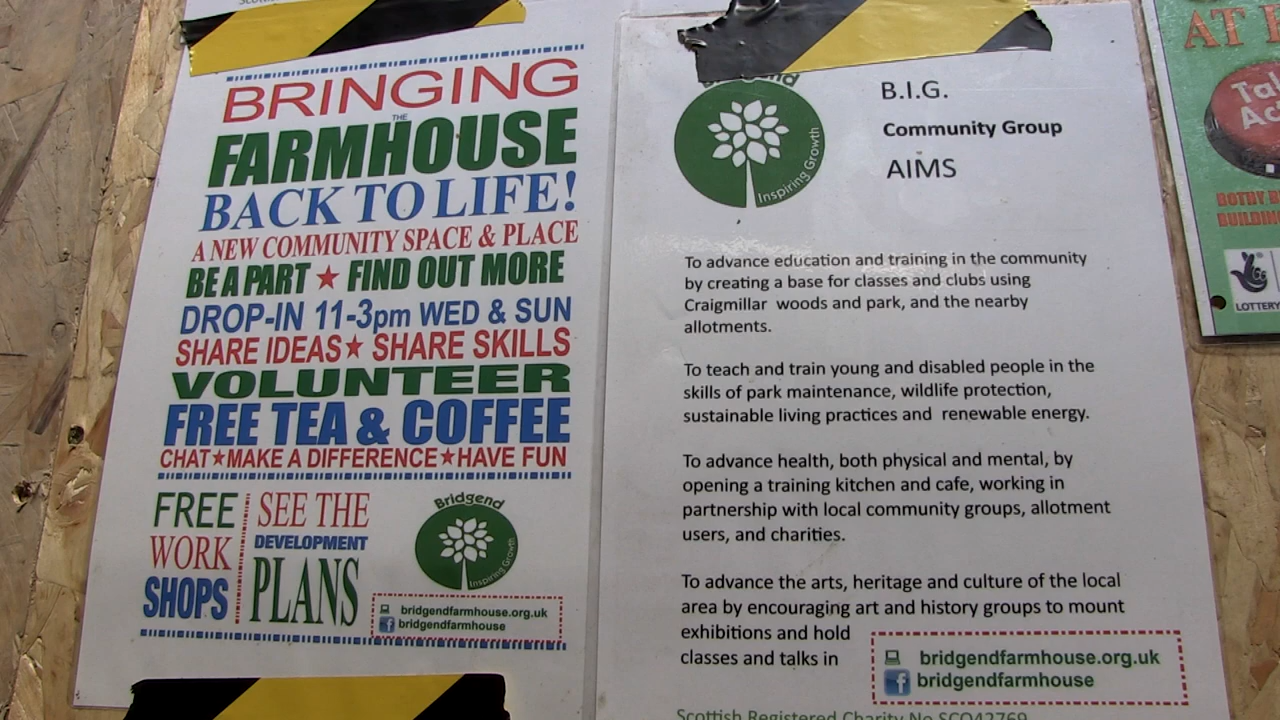 BRINGING
THE
FARMHOUSE
BACK TO LIFE!
A NEW COMMUNITY SPACE & PLACE
BE A PART ★ FIND OUT MORE
DROP-IN 11-3pm WED & SUN
SHARE IDEAS★ SHARE SKILLS
VOLUNTEER
FREE TEA & COFFEE
CHAT★MAKE A DIFFERENCE★HAVE FUN
FREE
WORK
SHOPS
SEE THE
DEVELOPMENT
PLANS
Bridgend
Inspiring Growth
bridgendfarmhouse.org.uk
bridgendfarmhouse
Inspiring Growth
B.I.G.
Community Group
AIMS
To advance education and training in the community
by creating a base for classes and clubs using
Craigmillar woods and park, and the nearby
allotments.
To teach and train young and disabled people in the
skills of park maintenance, wildlife protection,
sustainable living practices and renewable energy.
To advance health, both physical and mental, by
opening a training kitchen and cafe, working in
partnership with local community groups, allotment
users, and charities.
To advance the arts, heritage and culture of the local
area by encouraging art and history groups to mount
exhibitions and hold
classes and talks in
bridgendfarmhouse.org.uk
bridgendfarmhouse
Scottish Registered Charity No SCO42769
AT
LOTTERY